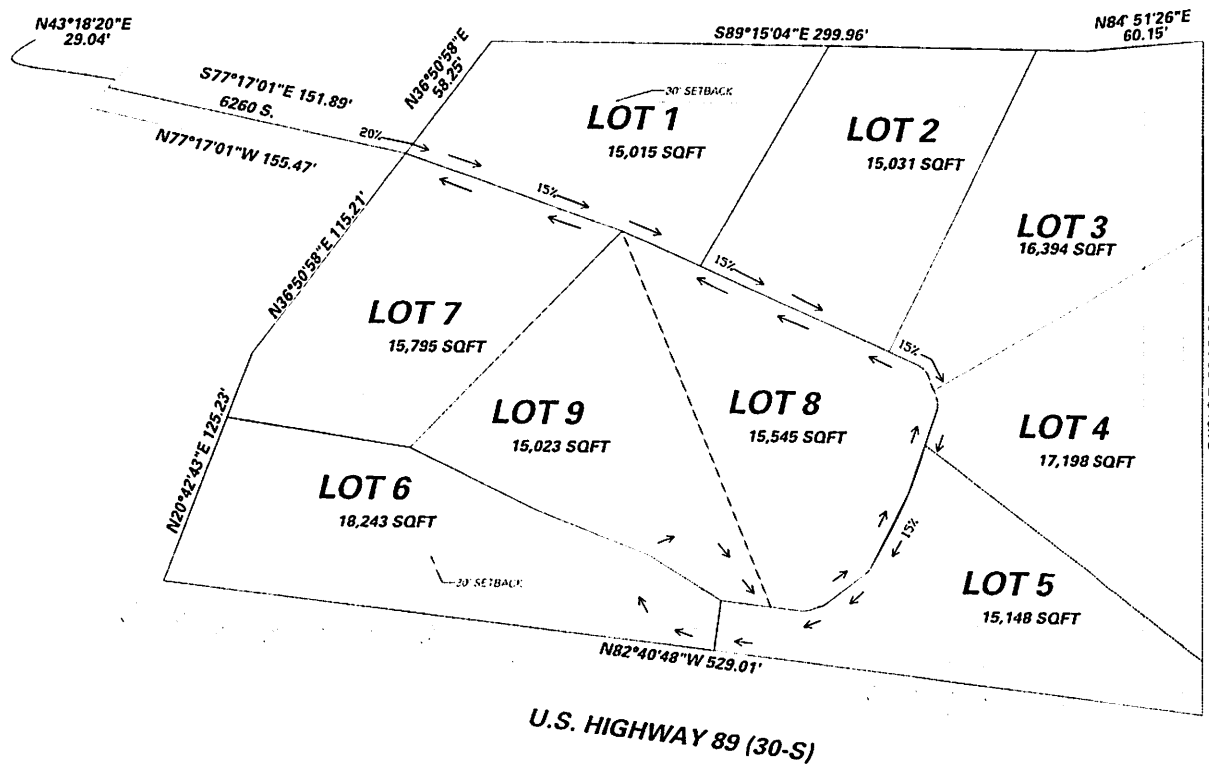 N43°18'20"E
29.04'
S77°17'01"E 151.89'
6260 S.
N77°17'01"W 155.47'
N36°50'58"E
58.25'
S89°15'04"E 299.96'
N84°51'26"E
60.15'
20%
15%
30' SETBACK
LOT 1
15,015 SQFT
LOT 2
15,031 SQFT
LOT 3
16,394 SQFT
15%
15%
N36°50'58"E 115.21'
LOT 7
15,795 SQFT
LOT 9
15,023 SQFT
LOT 8
15,545 SQFT
LOT 4
17,198 SQFT
N20°42'43"E 125.23'
LOT 6
18,243 SQFT
30' SETBACK
15%
LOT 5
15,148 SQFT
N82°40'48"W 529.01'
U.S. HIGHWAY 89 (30-S)